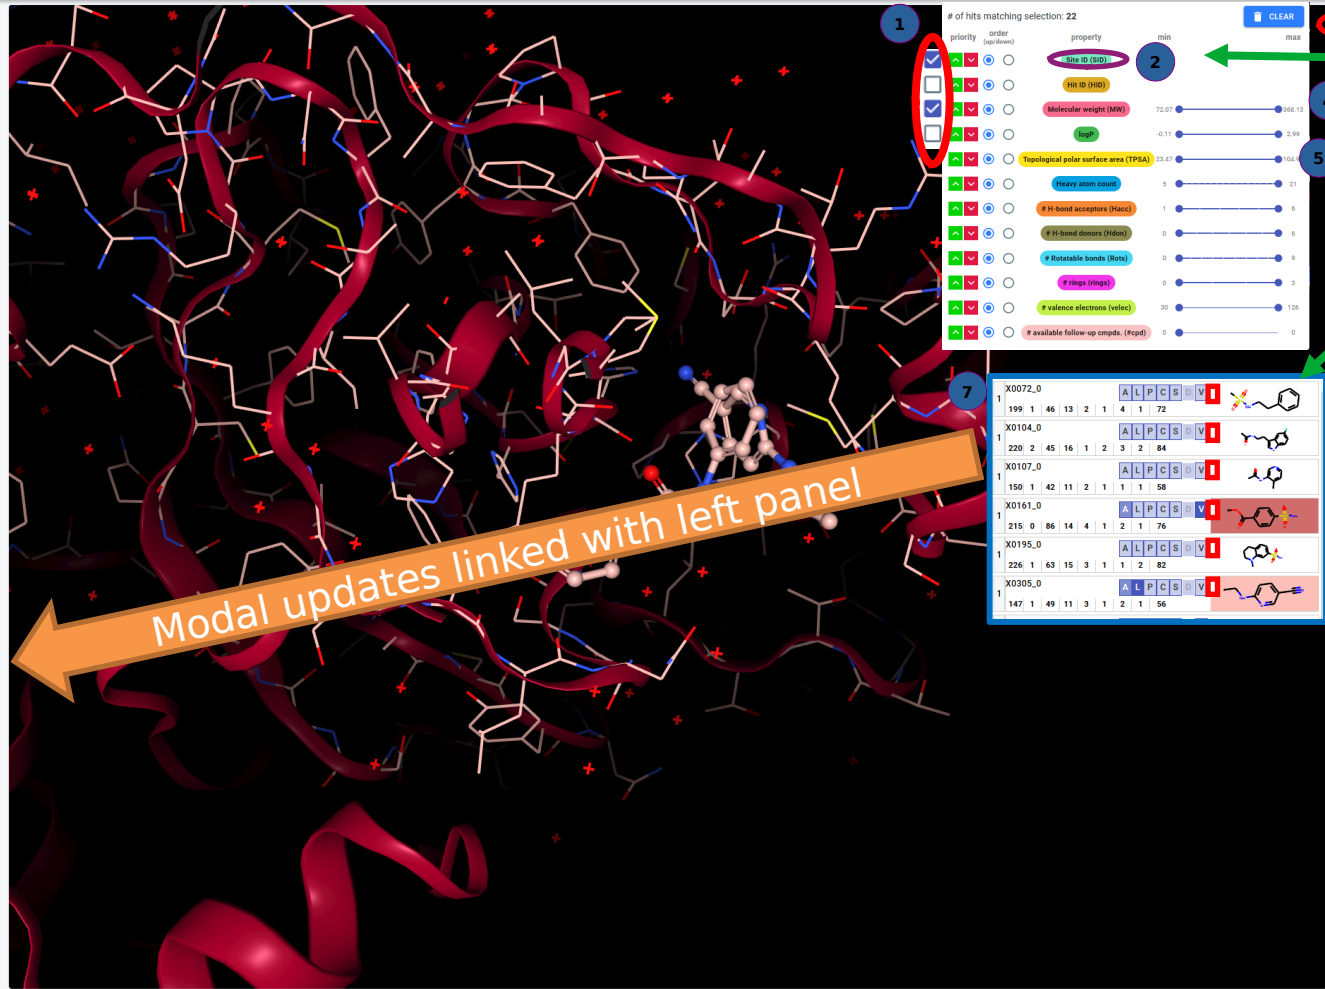 1
# of hits matching selection: 22
CLEAR
priority order (up/down) property min max
Site ID (SID)
2
Hit ID (HID)
Molecular weight (MW) 72.07 368.13
logP -0.11 2.99
Topological polar surface area (TPSA) 23.47
5
Heavy atom count 5 21
# H-bond acceptors (Hacc) 1 6
# H-bond donors (Hdon) 0 6
# Rotatable bonds (Rots) 0 9
# rings (rings) 0 3
# valence electrons (velec) 30 126
# available follow-up cmpds. (#cpd) 0 0
7
1 X0072_0 A L P C S D V
199 1 46 13 2 1 4 1 72
1 X0104_0 A L P C S D V
220 2 45 16 1 2 3 2 84
1 X0107_0 A L P C S D V
150 1 42 11 2 1 1 1 58
1 X0161_0 A L P C S D V
215 0 86 14 4 1 2 1 76
1 X0195_0 A L P C S D V
226 1 63 15 3 1 1 2 82
1 X0305_0 A L P C S D V
147 1 49 11 3 1 2 1 56
Modal updates linked with left panel